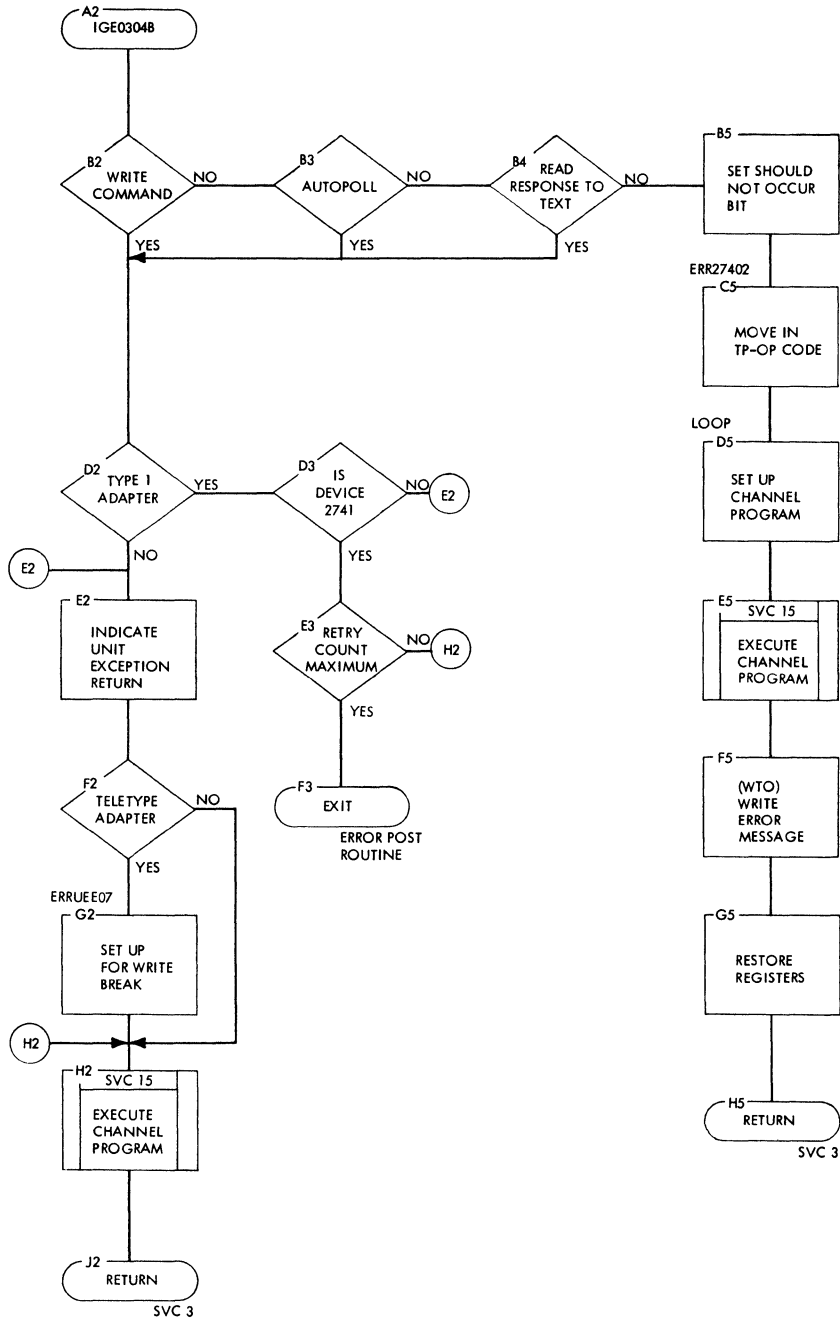 A2
IGE0304B
B2
WRITE
COMMAND
NO
YES
B3
AUTOPOLL
NO
YES
B4
READ
RESPONSE TO
TEXT
NO
YES
B5
SET SHOULD
NOT OCCUR
BIT
ERR27402
C5
MOVE IN
TP-OP CODE
LOOP
D5
SET UP
CHANNEL
PROGRAM
D2
TYPE 1
ADAPTER
YES
NO
D3
IS
DEVICE
2741
NO
E2
YES
E2
E2
INDICATE
UNIT
EXCEPTION
RETURN
E3
RETRY
COUNT
MAXIMUM
NO
H2
YES
E5
SVC 15
EXECUTE
CHANNEL
PROGRAM
F2
TELETYPE
ADAPTER
NO
YES
F3
EXIT
ERROR POST
ROUTINE
F5
(WTO)
WRITE
ERROR
MESSAGE
ERRUEE07
G2
SET UP
FOR WRITE
BREAK
G5
RESTORE
REGISTERS
H2
H2
SVC 15
EXECUTE
CHANNEL
PROGRAM
H5
RETURN
SVC 3
J2
RETURN
SVC 3